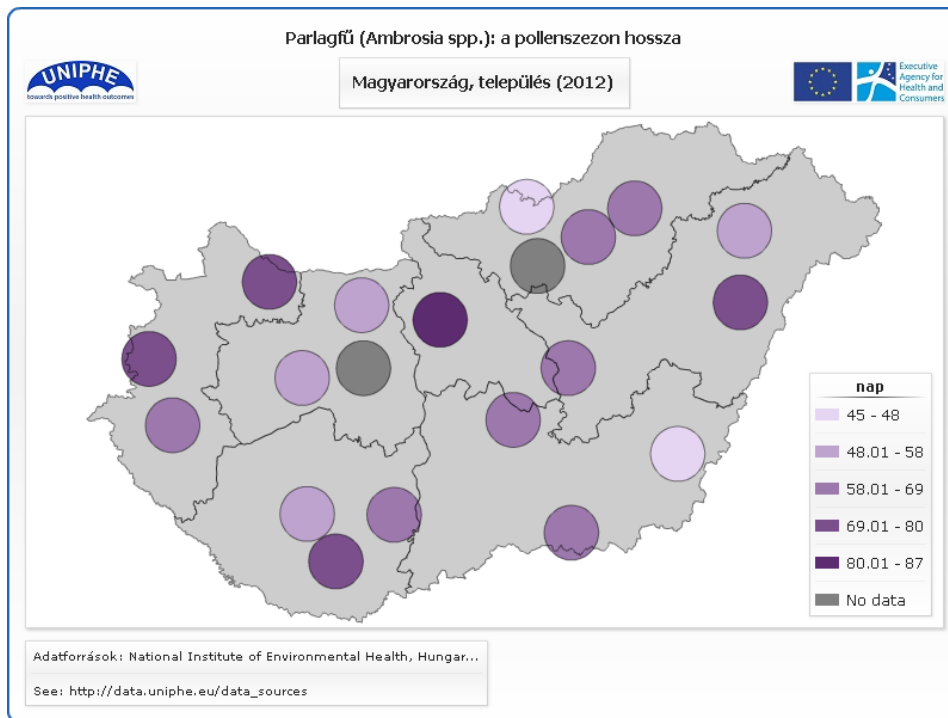 Parlagfű (Ambrosia spp.): a pollenszezon hossza
UNIPHE
towards positive health outcomes
Magyarország, település (2012)
Executive
Agency for
Health and
Consumers
nap
45 - 48
48.01 - 58
58.01 - 69
69.01 - 80
80.01 - 87
No data
Adatforrások: National Institute of Environmental Health, Hungar...
See: http://data.uniphe.eu/data_sources